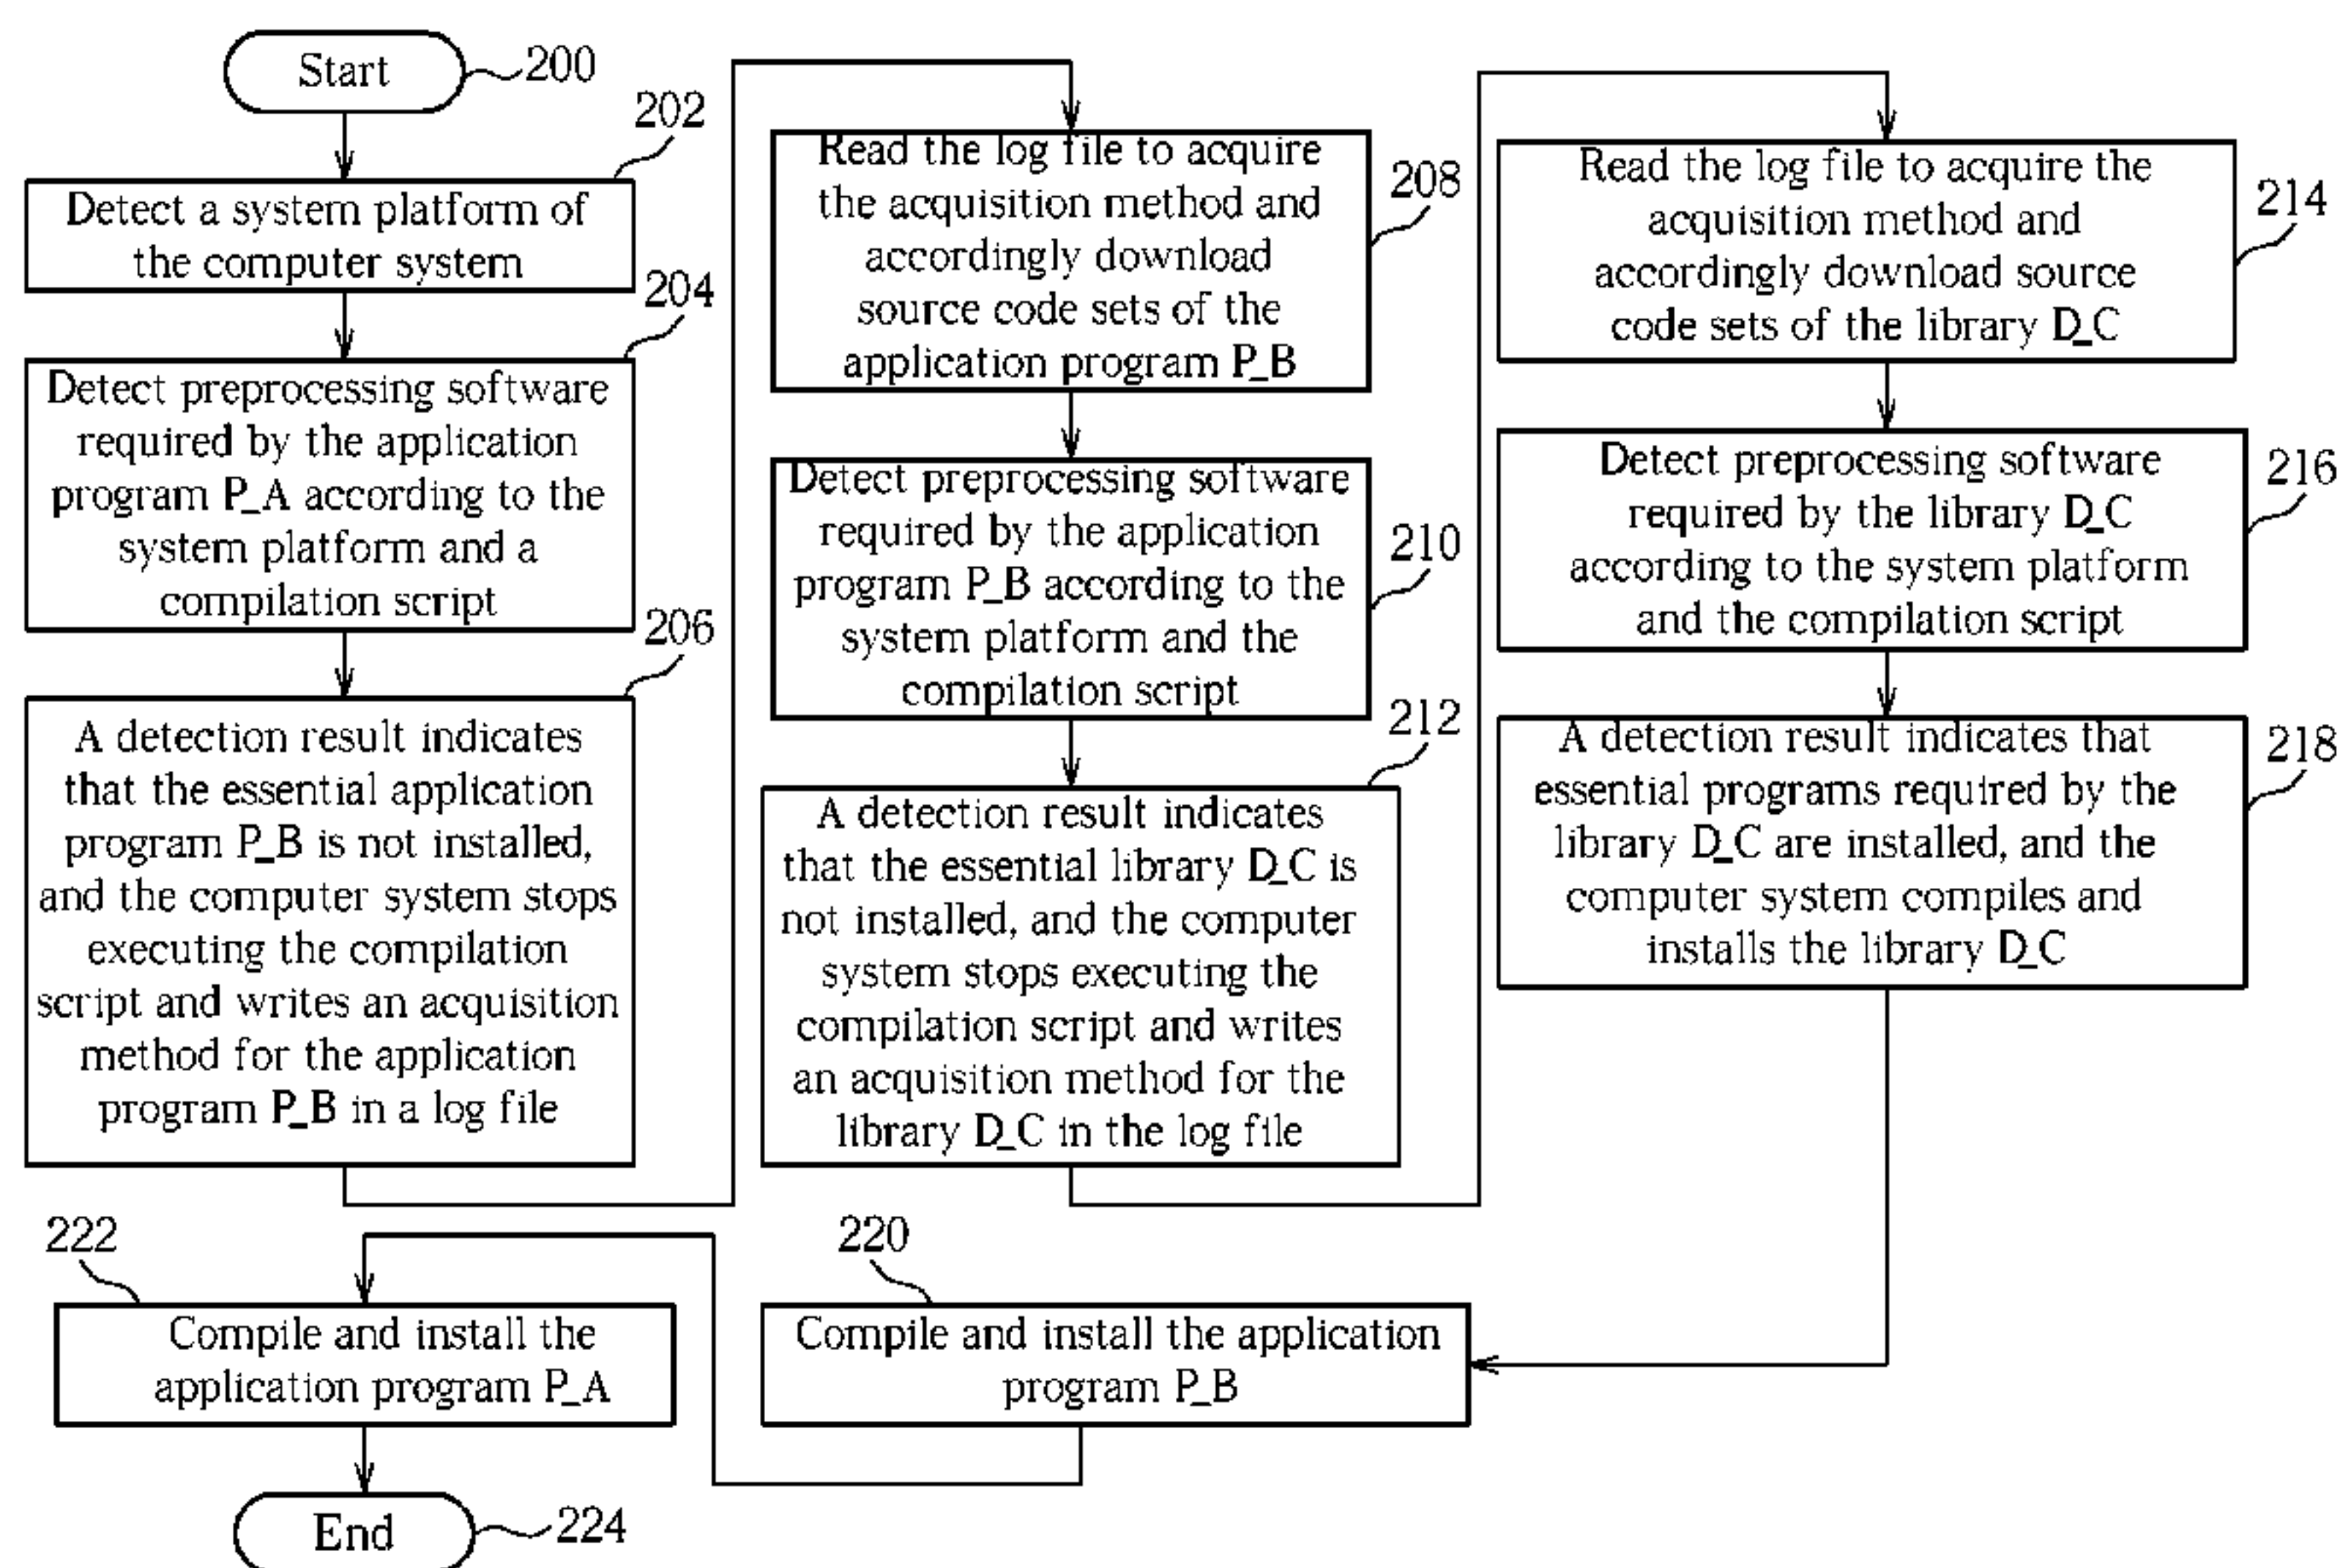 Start
200
202
Detect a system platform of
the computer system
204
Detect preprocessing software
required by the application
program P_A according to the
system platform and a
compilation script
206
A detection result indicates
that the essential application
program P_B is not installed,
and the computer system stops
executing the compilation
script and writes an acquisition
method for the application
program P_B in a log file
208
Read the log file to acquire
the acquisition method and
accordingly download
source code sets of the
application program P_B
210
Detect preprocessing software
required by the application
program P_B according to the
system platform and the
compilation script
212
A detection result indicates
that the essential library D_C is
not installed, and the computer
system stops executing the
compilation script and writes
an acquisition method for the
library D_C in the log file
214
Read the log file to acquire the
acquisition method and
accordingly download source
code sets of the library D_C
216
Detect preprocessing software
required by the library D_C
according to the system platform
and the compilation script
218
A detection result indicates that
essential programs required by the
library D_C are installed, and the
computer system compiles and
installs the library D_C
220
Compile and install the application
program P_B
222
Compile and install the
application program P_A
End
224